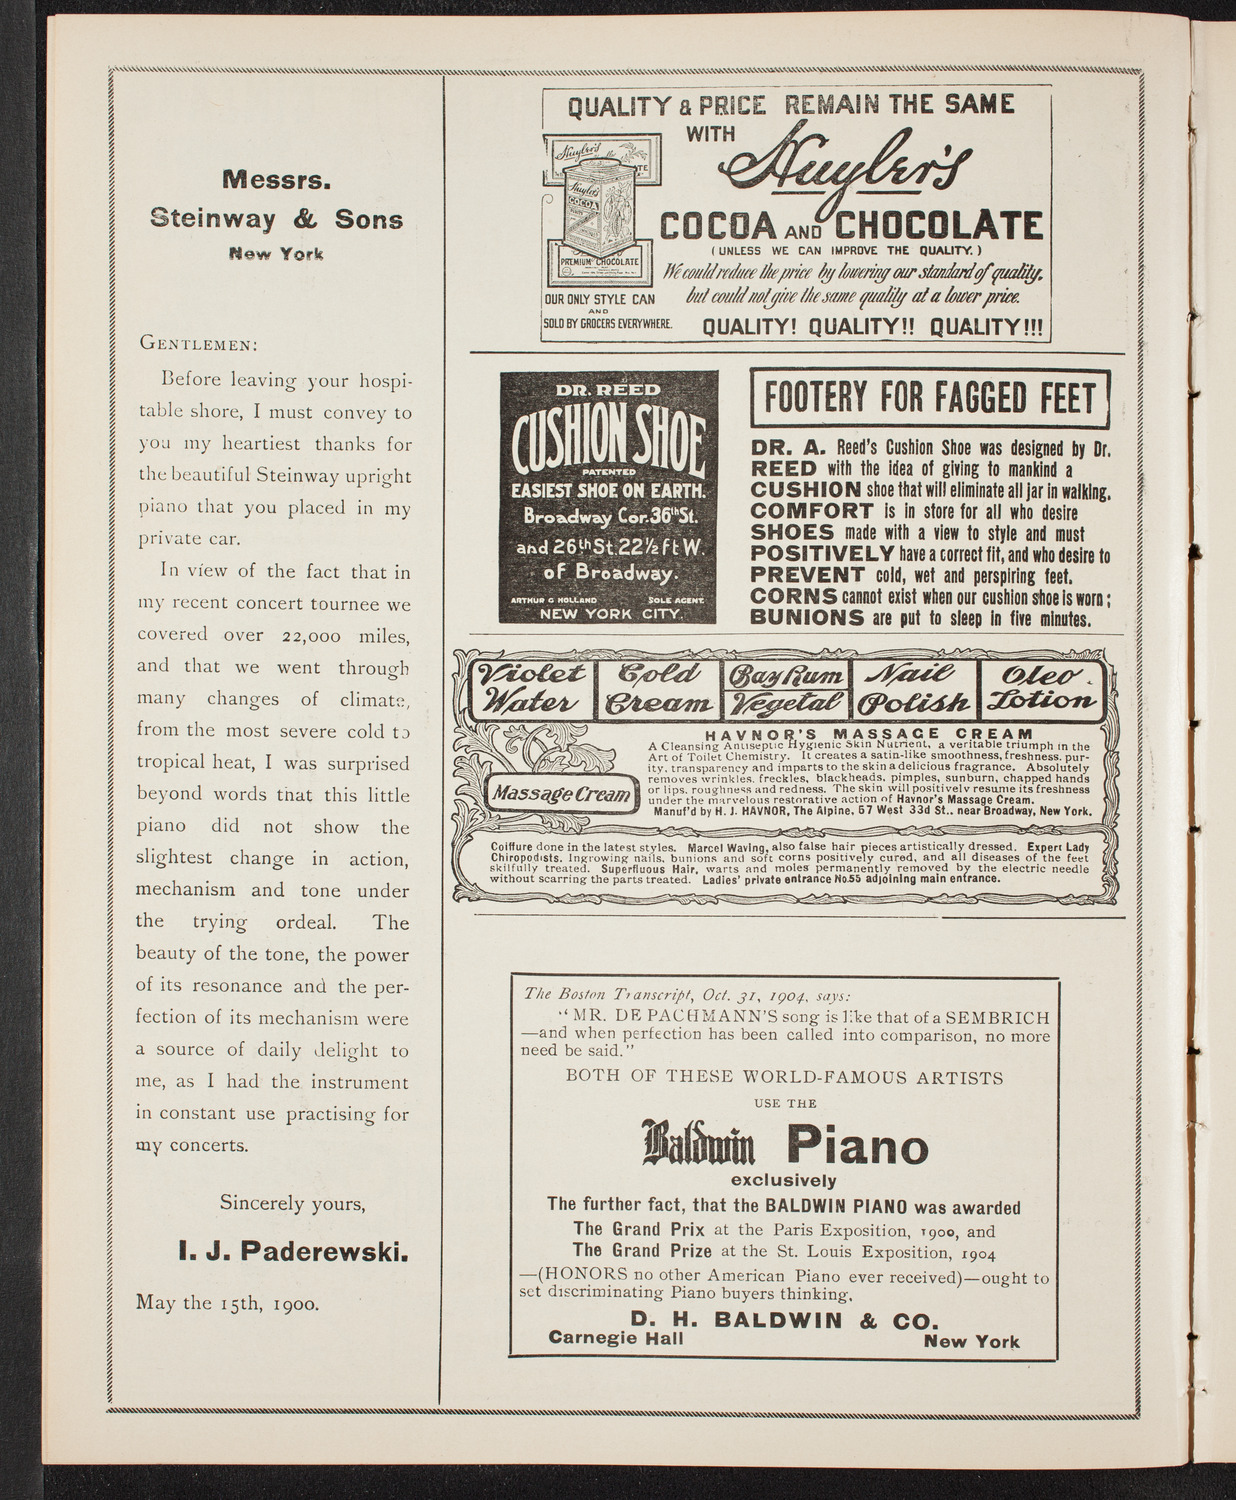 Messrs.
Steinway & Sons
New York
GENTLEMEN:
Before leaving your hospi-
table shore, I must convey to
you my heartiest thanks for
the beautiful Steinway upright
piano that you placed in my
private car.
In view of the fact that in
my recent concert tournee we
covered over 22,000 miles,
and that we went through
many changes of climate,
from the most severe cold to
tropical heat, I was surprised
beyond words that this little
piano did not show the
slightest change in action,
mechanism and tone under
the trying ordeal. The
beauty of the tone, the power
of its resonance and the per-
fection of its mechanism were
a source of daily delight to
me, as I had the instrument
in constant use practising for
my concerts.
Sincerely yours,
I. J. Paderewski.
May the 15th, 1900.
QUALITY & PRICE REMAIN THE SAME
WITH Huyler's
COCOA AND CHOCOLATE
(UNLESS WE CAN IMPROVE THE QUALITY.)
We could reduce the price by lowering our standard of quality,
but could not give the same quality at a lower price.
QUALITY! QUALITY!! QUALITY!!!
Huyler's
Huyler's
COCOA
PREMIUM CHOCOLATE
OUR ONLY STYLE CAN
AND
SOLD BY GROCERS EVERYWHERE.
DR. REED
CUSHION SHOE
PATENTED
EASIEST SHOE ON EARTH.
Broadway Cor. 36th St.
and 26th St. 22½ ft W.
of Broadway.
ARTHUR G HOLLAND SOLE AGENT.
NEW YORK CITY.
FOOTERY FOR FAGGED FEET
DR. A. Reed's Cushion Shoe was designed by Dr.
REED with the idea of giving to mankind a
CUSHION shoe that will eliminate all jar in walking.
COMFORT is in store for all who desire
SHOES made with a view to style and must
POSITIVELY have a correct fit, and who desire to
PREVENT cold, wet and perspiring feet.
CORNS cannot exist when our cushion shoe is worn;
BUNIONS are put to sleep in five minutes.
Violet Water
Cold Cream
Bay Rum
Vegetal
Nail Polish
Oleo Lotion
Massage Cream
HAVNOR'S MASSAGE CREAM
A Cleansing Antiseptic Hygienic Skin Nutrient, a veritable triumph in the
Art of Toilet Chemistry. It creates a satin-like smoothness, freshness, pur-
ity, transparency and imparts to the skin a delicious fragrance. Absolutely
removes wrinkles, freckles, blackheads, pimples, sunburn, chapped hands
or lips, roughness and redness. The skin will positively resume its freshness
under the marvelous restorative action of Havnor's Massage Cream.
Manuf'd by H. J. HAVNOR, The Alpine, 57 West 33d St., near Broadway, New York.
Coiffure done in the latest styles. Marcel Waving, also false hair pieces artistically dressed. Expert Lady
Chiropodists. Ingrowing nails, bunions and soft corns positively cured, and all diseases of the feet
skilfully treated. Superfluous Hair, warts and moles permanently removed by the electric needle
without scarring the parts treated. Ladies' private entrance No. 55 adjoining main entrance.
The Boston Transcript, Oct. 31, 1904, says:
"MR. DE PACHMANN'S song is like that of a SEMBRICH
—and when perfection has been called into comparison, no more
need be said."
BOTH OF THESE WORLD-FAMOUS ARTISTS
USE THE
Baldwin Piano
exclusively
The further fact, that the BALDWIN PIANO was awarded
The Grand Prix at the Paris Exposition, 1900, and
The Grand Prize at the St. Louis Exposition, 1904
—(HONORS no other American Piano ever received)—ought to
set discriminating Piano buyers thinking.
D. H. BALDWIN & CO.
Carnegie Hall New York